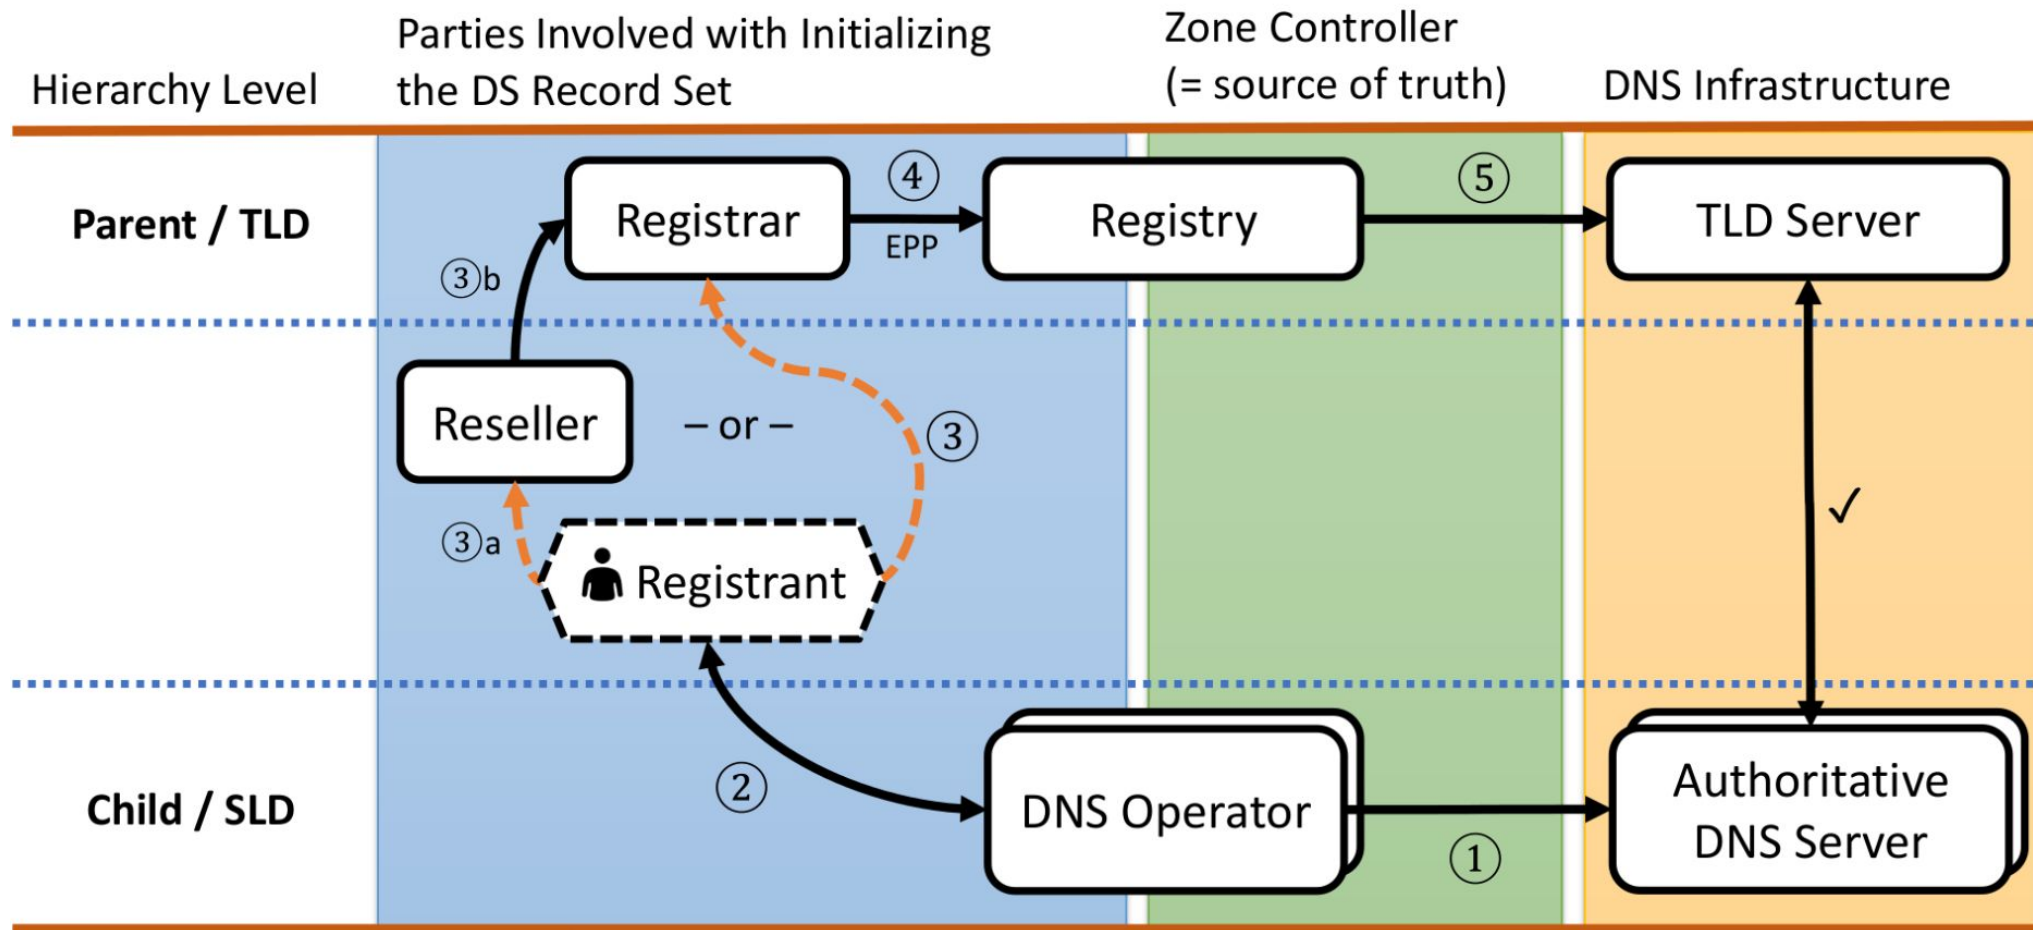 Hierarchy Level
Parties Involved with Initializing
the DS Record Set
Zone Controller
(= source of truth)
DNS Infrastructure
Parent / TLD
Registrar
④
EPP
Registry
⑤
TLD Server
③b
Reseller
– or –
③
③a
Registrant
✓
Child / SLD
②
DNS Operator
①
Authoritative
DNS Server